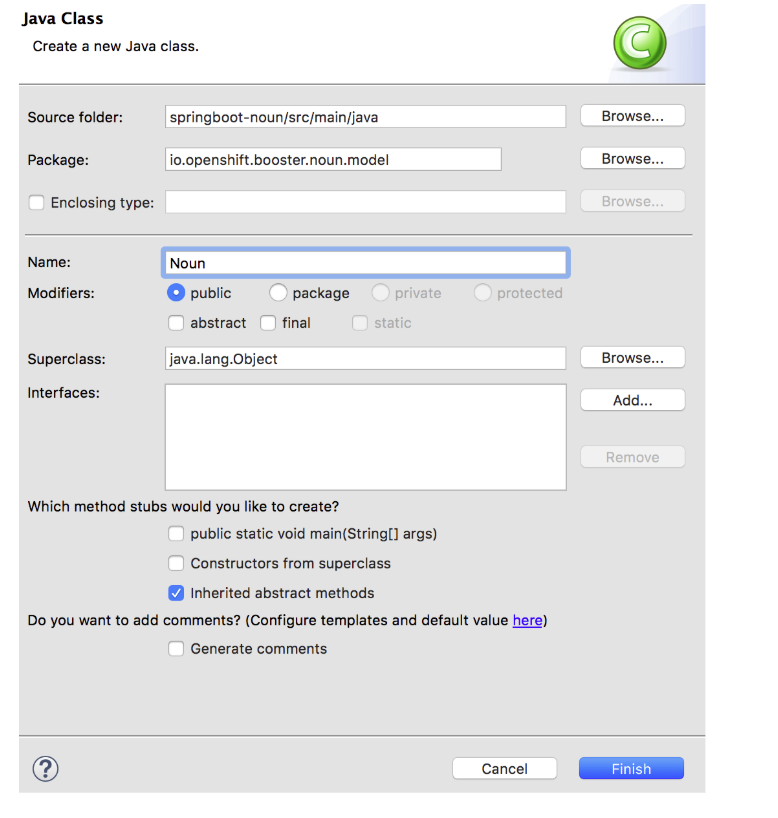 Java Class
Create a new Java class.
C
Source folder: springboot-noun/src/main/java Browse...
Package: io.openshift.booster.noun.model Browse...
Enclosing type: Browse...
Name: Noun
Modifiers: public package private protected
abstract final static
Superclass: java.lang.Object Browse...
Interfaces: Add...
Remove
Which method stubs would you like to create?
public static void main(String[] args)
Constructors from superclass
Inherited abstract methods
Do you want to add comments? (Configure templates and default value here)
Generate comments
? Cancel Finish